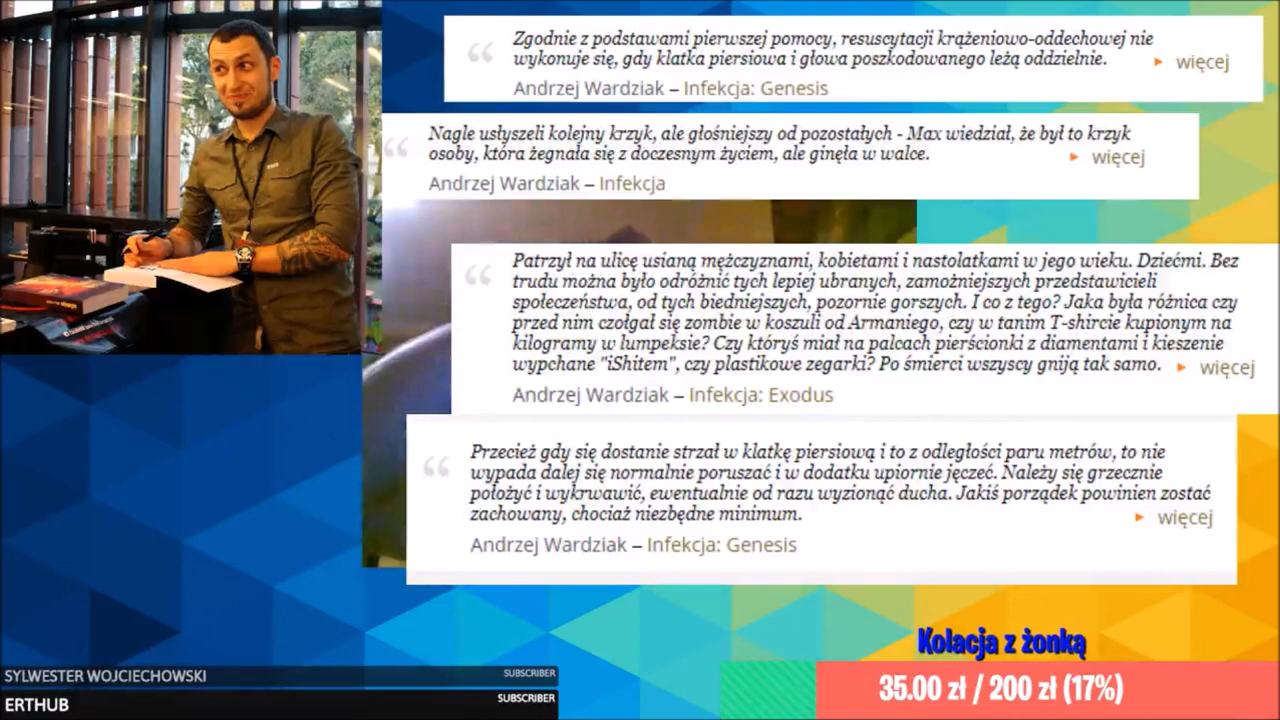 Zgodnie z podstawami pierwszej pomocy, resuscytacji krążeniowo-oddechowej nie
wykonuje się, gdy klatka piersiowa i głowa poszkodowanego leżą oddzielnie.
więcej
Andrzej Wardziak – Infekcja: Genesis
Nagle usłyszeli kolejny krzyk, ale głośniejszy od pozostałych - Max wiedział, że był to krzyk
osoby, która żegnała się z doczesnym życiem, ale ginęła w walce.
więcej
Andrzej Wardziak – Infekcja
Patrzył na ulicę usianą mężczyznami, kobietami i nastolatkami w jego wieku. Dziećmi. Bez
trudu można było odróżnić tych lepiej ubranych, zamożniejszych przedstawicieli
społeczeństwa, od tych biedniejszych, pozornie gorszych. I co z tego? Jaka była różnica czy
przed nim czołgał się zombie w koszuli od Armaniego, czy w tanim T-shircie kupionym na
kilogramy w lumpeksie? Czy któryś miał na palcach pierścionki z diamentami i kieszenie
wypchane "iShitem", czy plastikowe zegarki? Po śmierci wszyscy gniją tak samo.
więcej
Andrzej Wardziak – Infekcja: Exodus
Przecież gdy się dostanie strzał w klatkę piersiową i to z odległości paru metrów, to nie
wypada dalej się normalnie poruszać i w dodatku upiornie jęczeć. Należy się grzecznie
położyć i wykrwawić, ewentualnie od razu wyzionąć ducha. Jakiś porządek powinien zostać
zachowany, chociaż niezbędne minimum.
więcej
Andrzej Wardziak – Infekcja: Genesis
Kolacja z żonką
35.00 zł / 200 zł (17%)
SYLWESTER WOJCIECHOWSKI SUBSCRIBER
ERTHUB SUBSCRIBER